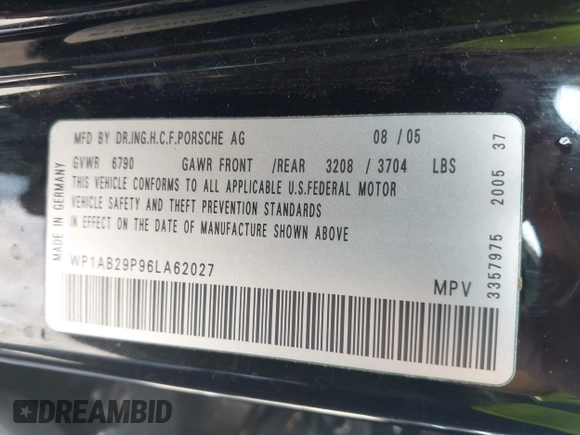 MFD BY DR.ING.H.C.F.PORSCHE AG 08 / 05
GVWR 6790 GAWR FRONT /REAR 3208 / 3704 LBS
THIS VEHICLE CONFORMS TO ALL APPLICABLE U.S.FEDERAL MOTOR
VEHICLE SAFETY AND THEFT PREVENTION STANDARDS
IN EFFECT ON THE DATE OF MANUFACTURE SHOWN ABOVE
WP1AB29P96LA62027
MPV
MADE IN GERMANY
3357975 2005 37
DREAMBID